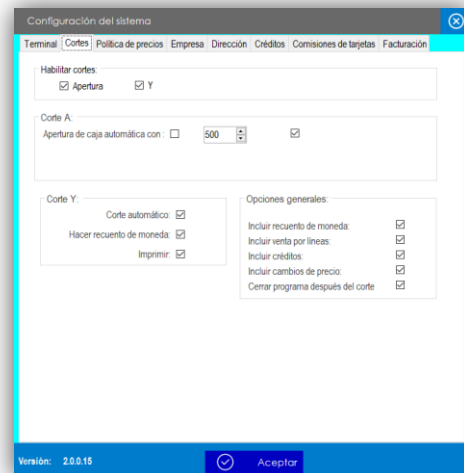 Configuración del sistema
Terminal Cortes Política de precios Empresa Dirección Créditos Comisiones de tarjetas Facturación
Habilitar cortes:
Apertura Y
Corte A:
Apertura de caja automática con : 500
Corte Y:
Corte automático:
Hacer recuento de moneda:
Imprimir:
Opciones generales:
Incluir recuento de moneda:
Incluir venta por líneas:
Incluir créditos:
Incluir cambios de precio:
Cerrar programa después del corte
Versión: 2.0.0.15
Aceptar